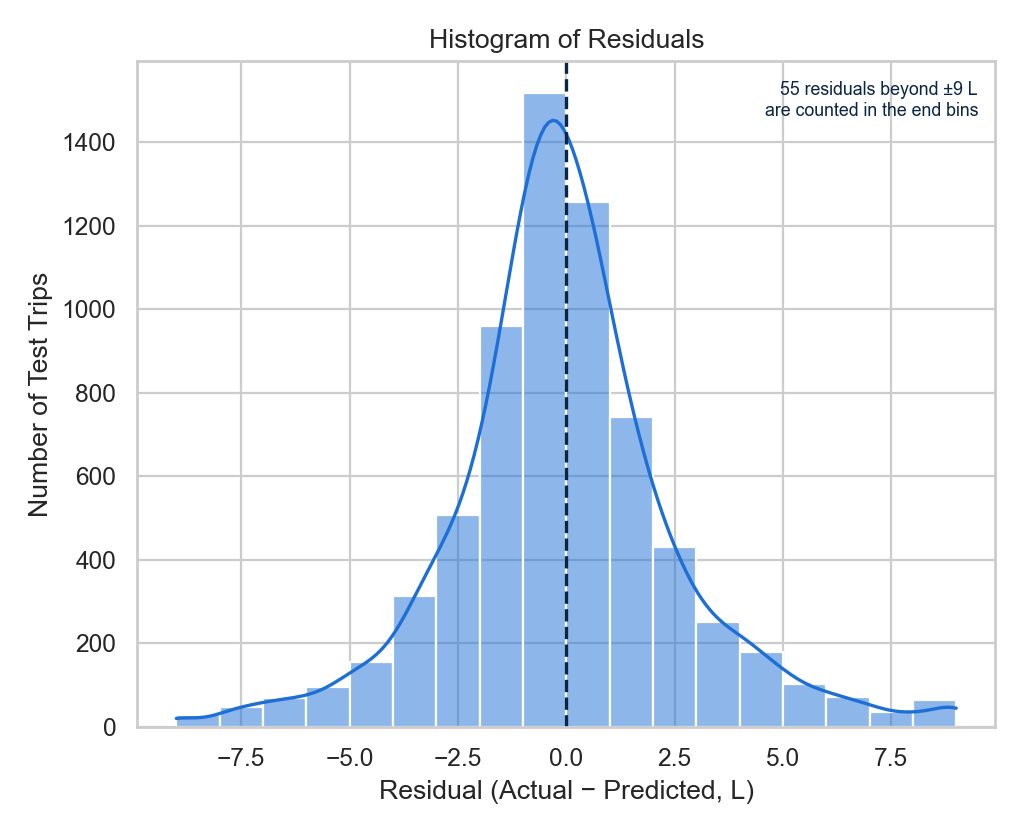 Histogram of Residuals
55 residuals beyond ±9 L
are counted in the end bins
Number of Test Trips
1400
1200
1000
800
600
400
200
0
−7.5 −5.0 −2.5 0.0 2.5 5.0 7.5
Residual (Actual − Predicted, L)